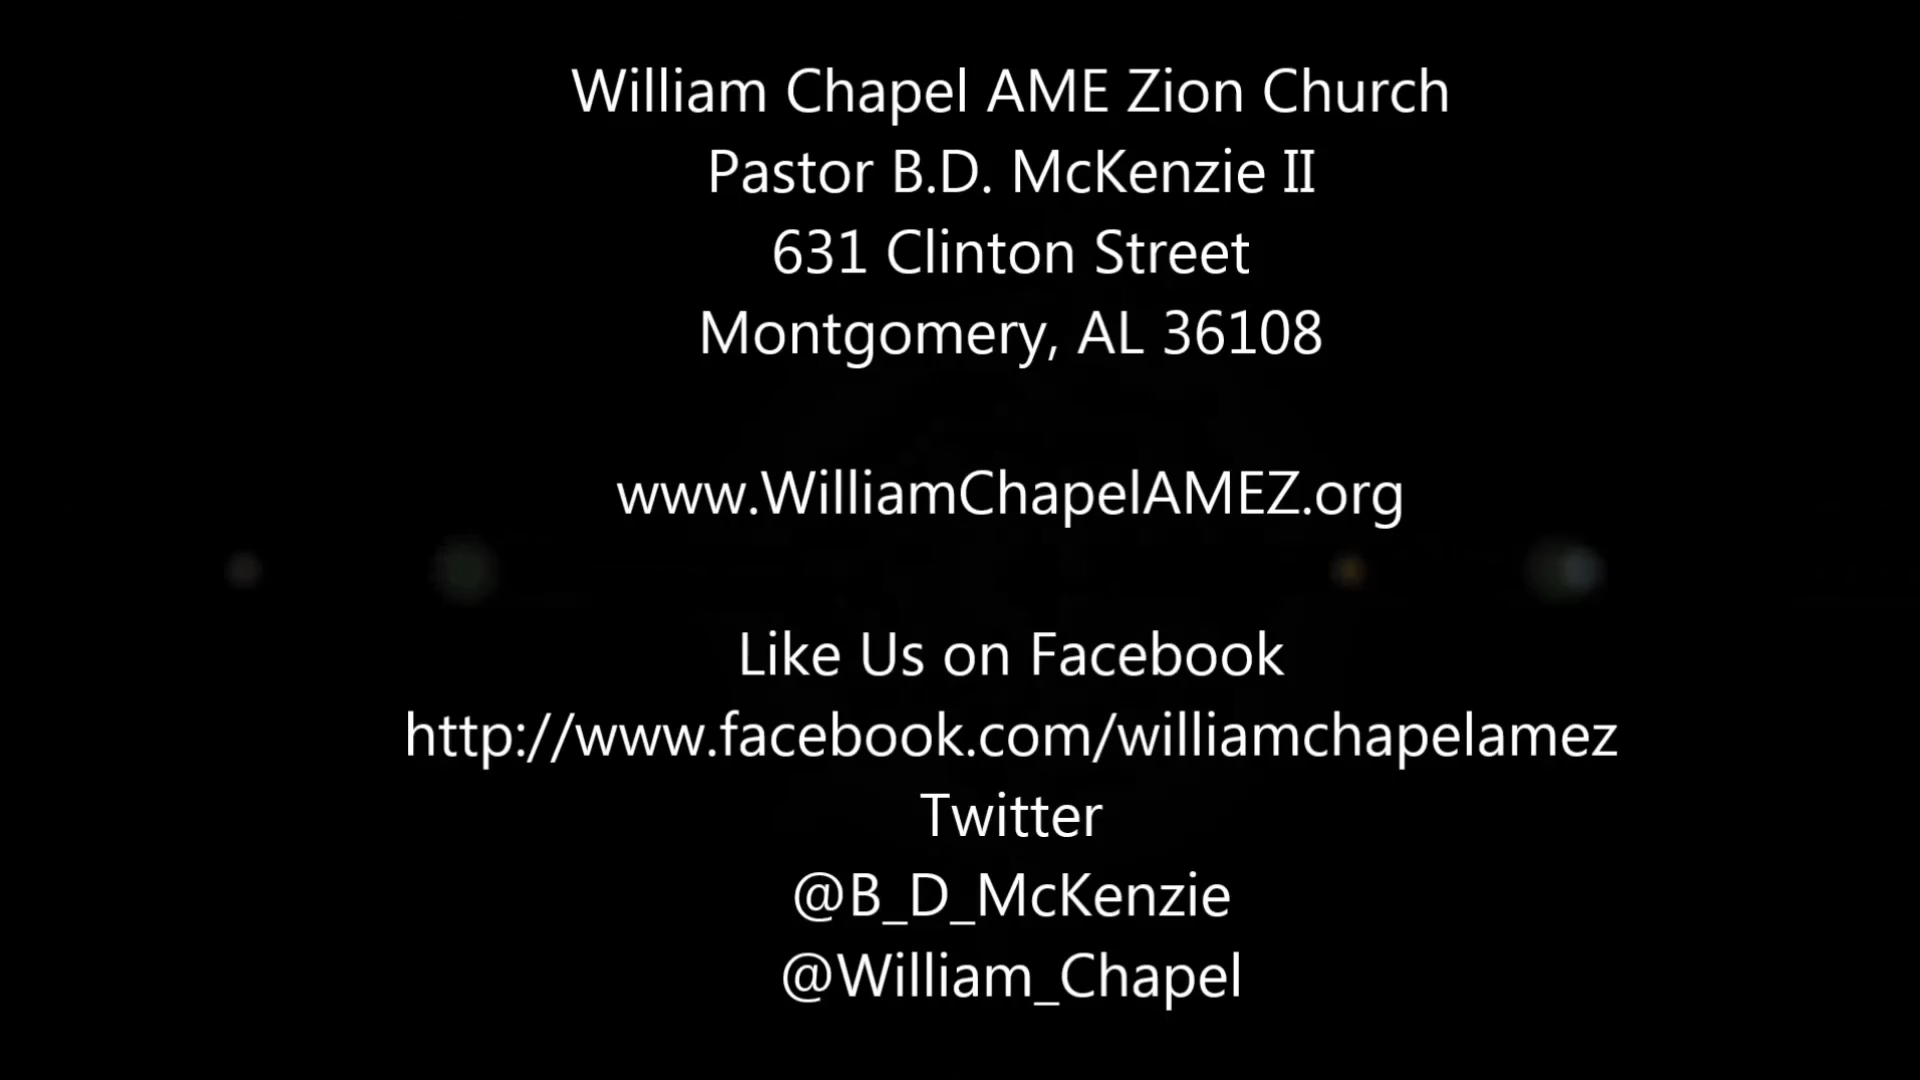 William Chapel AME Zion Church
Pastor B.D. McKenzie II
631 Clinton Street
Montgomery, AL 36108
www.WilliamChapelAMEZ.org
Like Us on Facebook
http://www.facebook.com/williamchapelamez
Twitter
@B_D_McKenzie
@William_Chapel